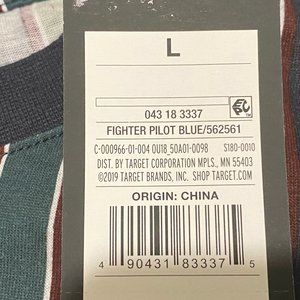 L
043 18 3337
FIGHTER PILOT BLUE/562561
C-000966-01-004 OU18_50A01-0098 S180-0010
DIST. BY TARGET CORPORATION MPLS., MN 55403
©2019 TARGET BRANDS, INC. SHOP TARGET.COM
ORIGIN: CHINA
4 90431 83337 5